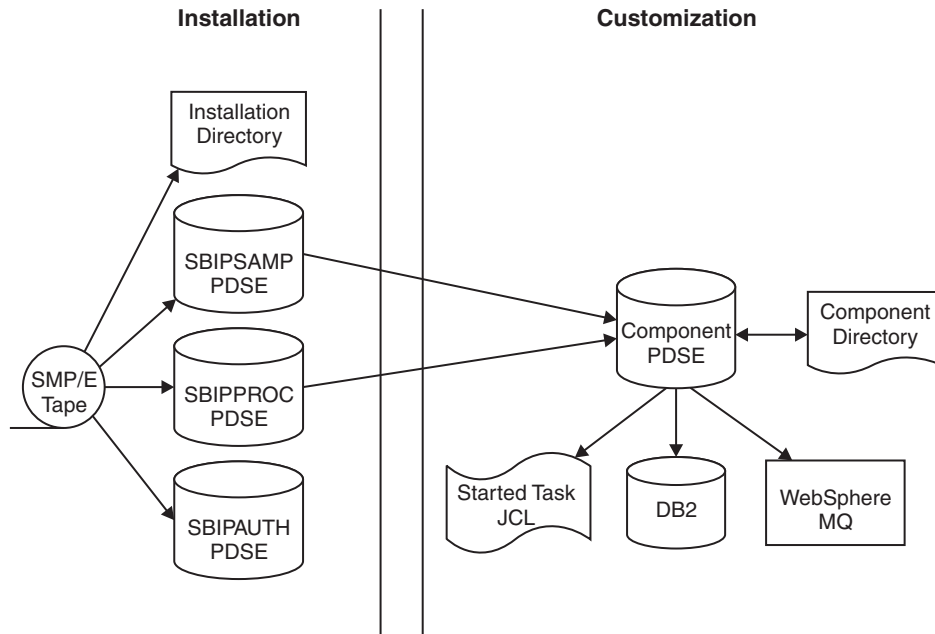 Installation
Customization
Installation
Directory
SBIPSAMP
PDSE
SBIPPROC
PDSE
SBIPAUTH
PDSE
SMP/E
Tape
Component
PDSE
Component
Directory
Started Task
JCL
DB2
WebSphere
MQ